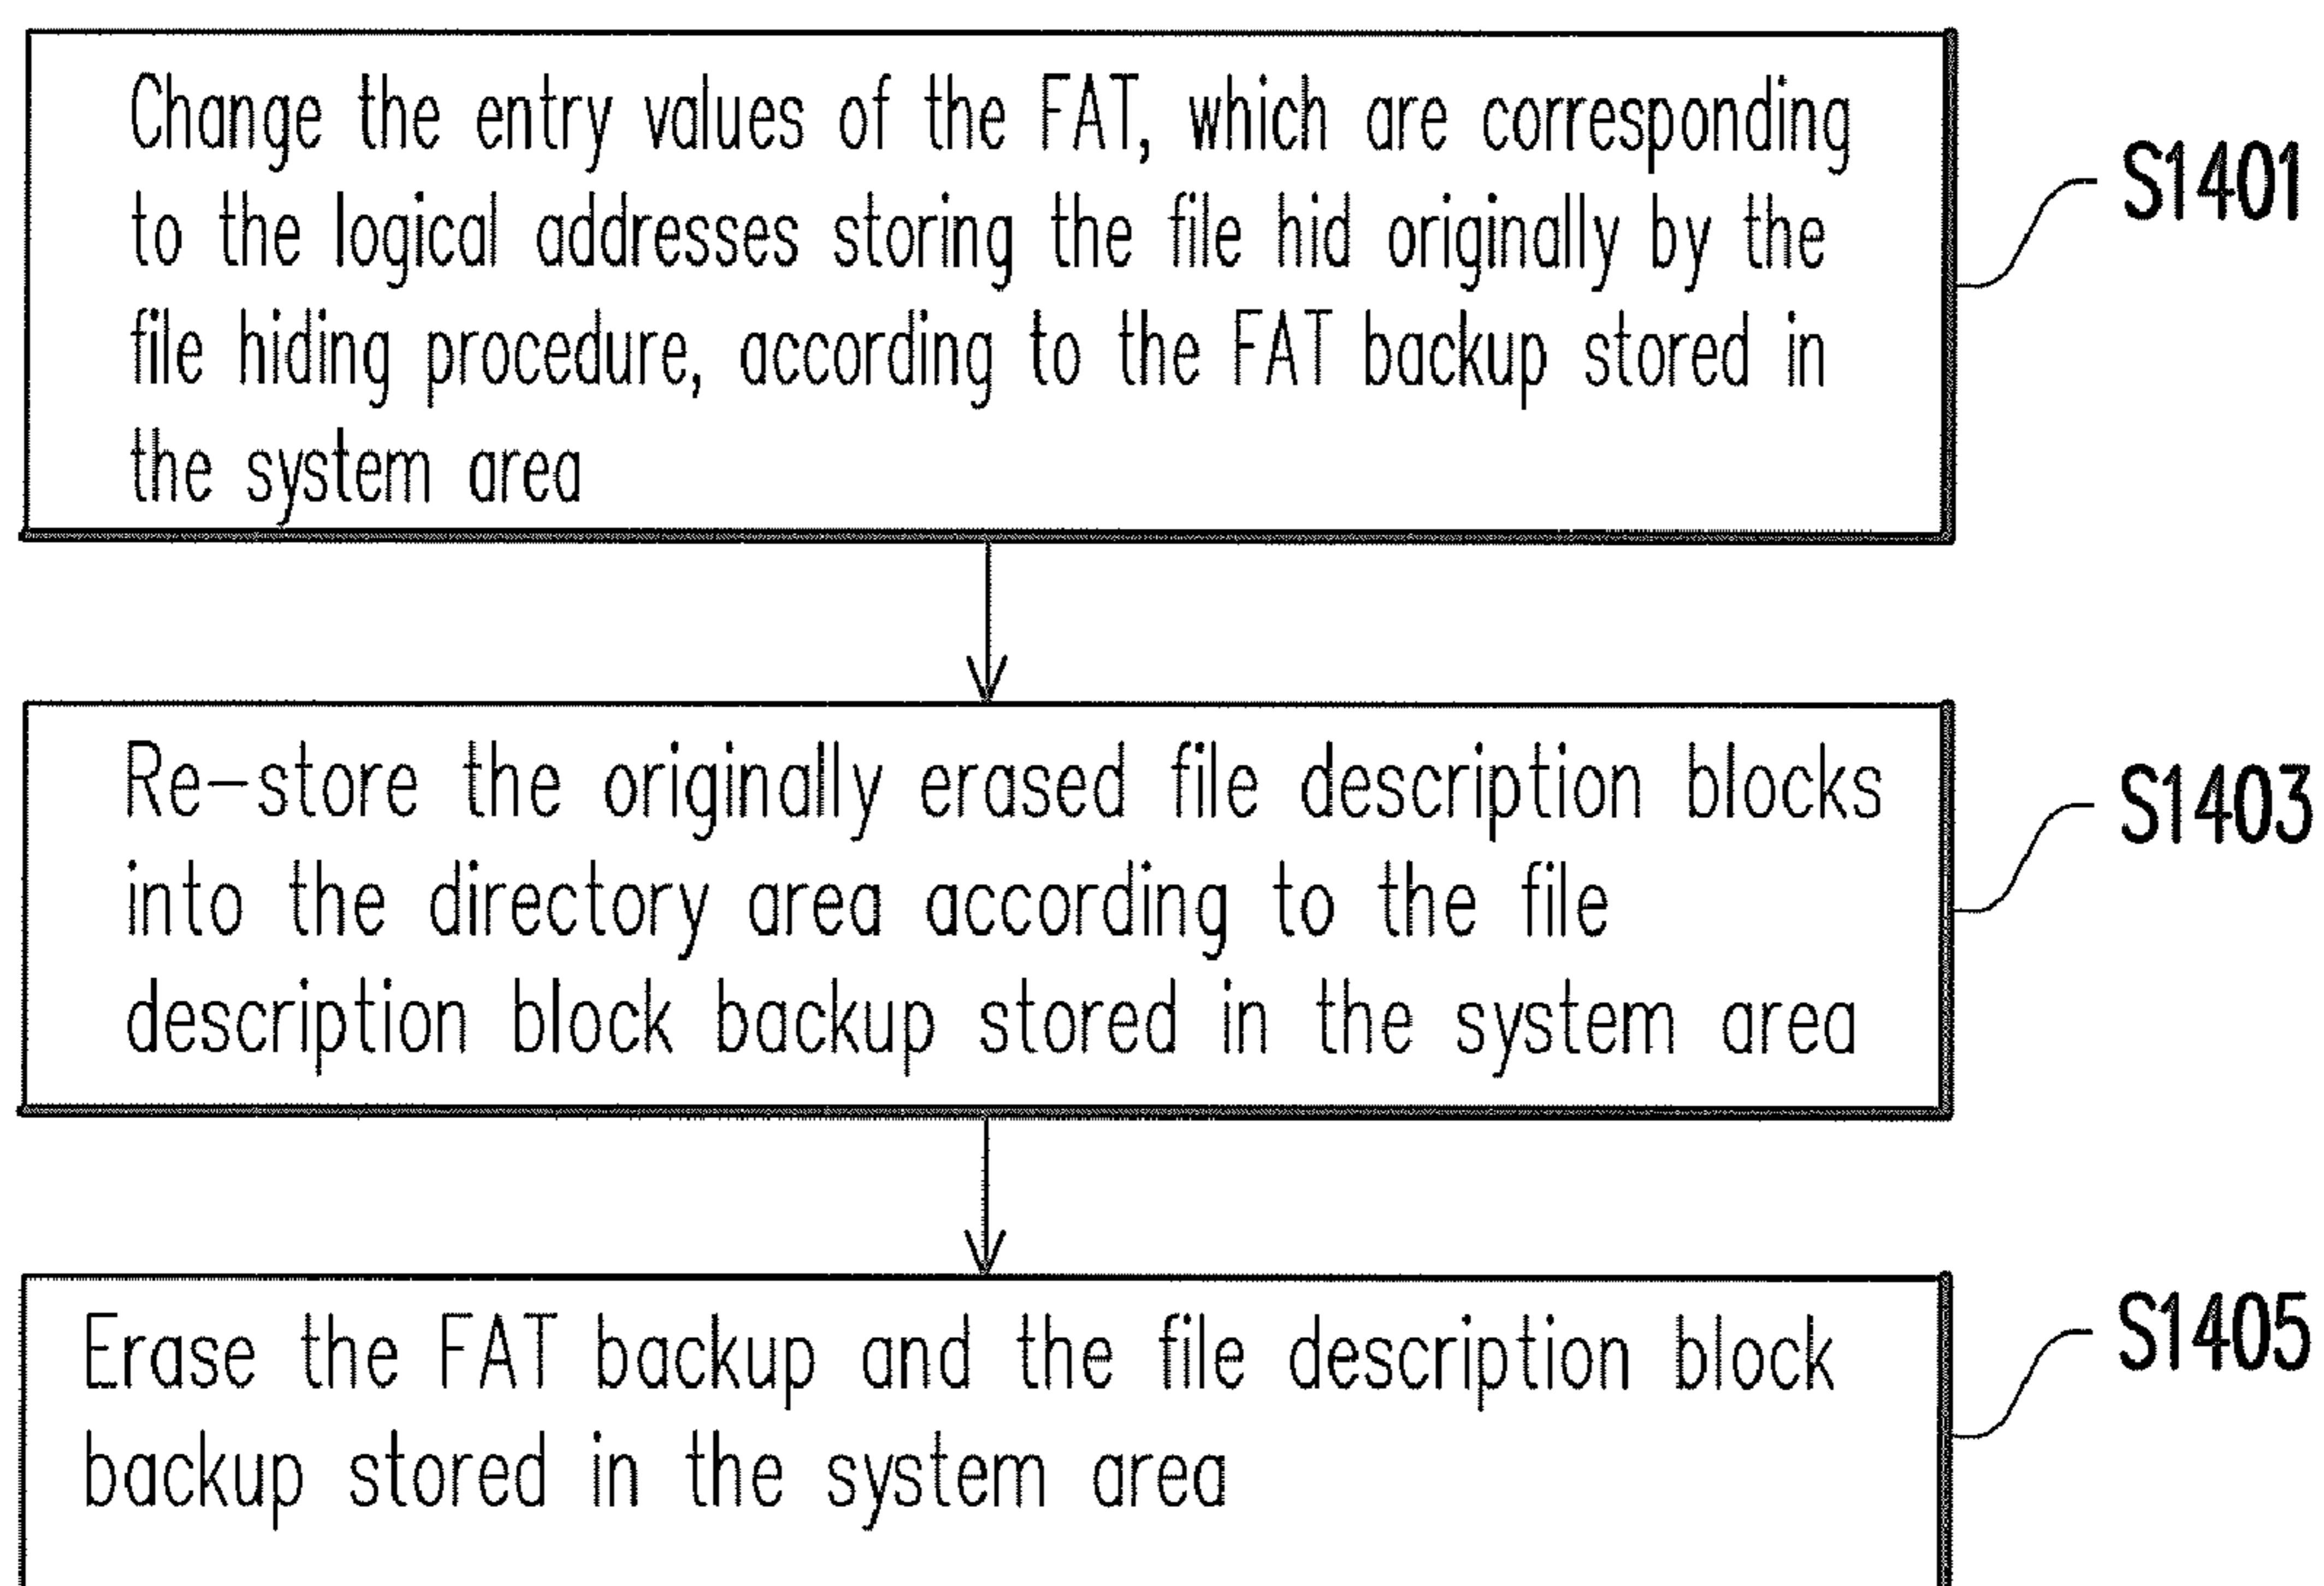 Change the entry values of the FAT, which are corresponding
to the logical addresses storing the file hid originally by the
file hiding procedure, according to the FAT backup stored in
the system area
S1401
Re-store the originally erased file description blocks
into the directory area according to the file
description block backup stored in the system area
S1403
Erase the FAT backup and the file description block
backup stored in the system area
S1405